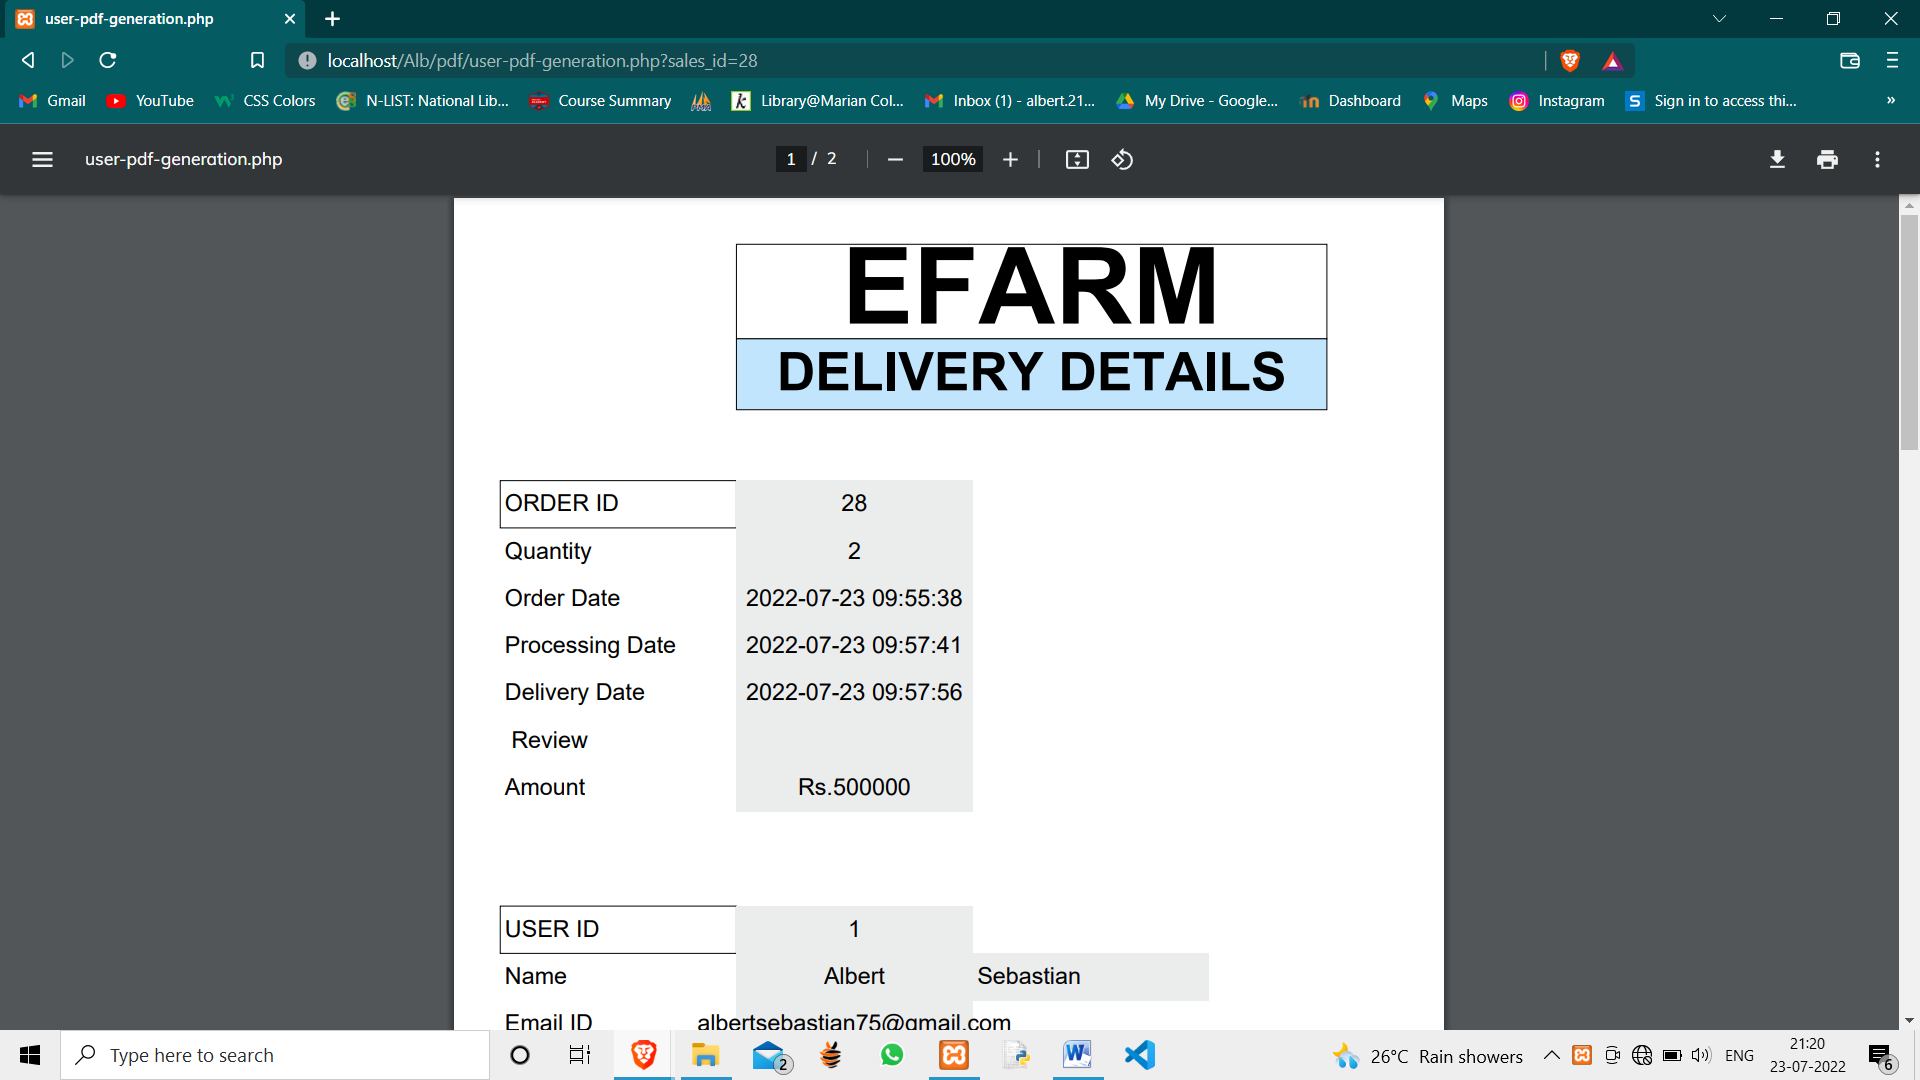 user-pdf-generation.php
localhost/Alb/pdf/user-pdf-generation.php?sales_id=28
Gmail YouTube CSS Colors N-LIST: National Lib... Course Summary Library@Marian Col... Inbox (1) - albert.21... My Drive - Google... Dashboard Maps Instagram Sign in to access thi... »
user-pdf-generation.php 1 / 2 100%
EFARM
DELIVERY DETAILS
ORDER ID 28
Quantity 2
Order Date 2022-07-23 09:55:38
Processing Date 2022-07-23 09:57:41
Delivery Date 2022-07-23 09:57:56
Review
Amount Rs.500000
USER ID 1
Name Albert Sebastian
Email ID albertsebastian75@gmail.com
Type here to search 2 26°C Rain showers ENG 21:20 6
23-07-2022